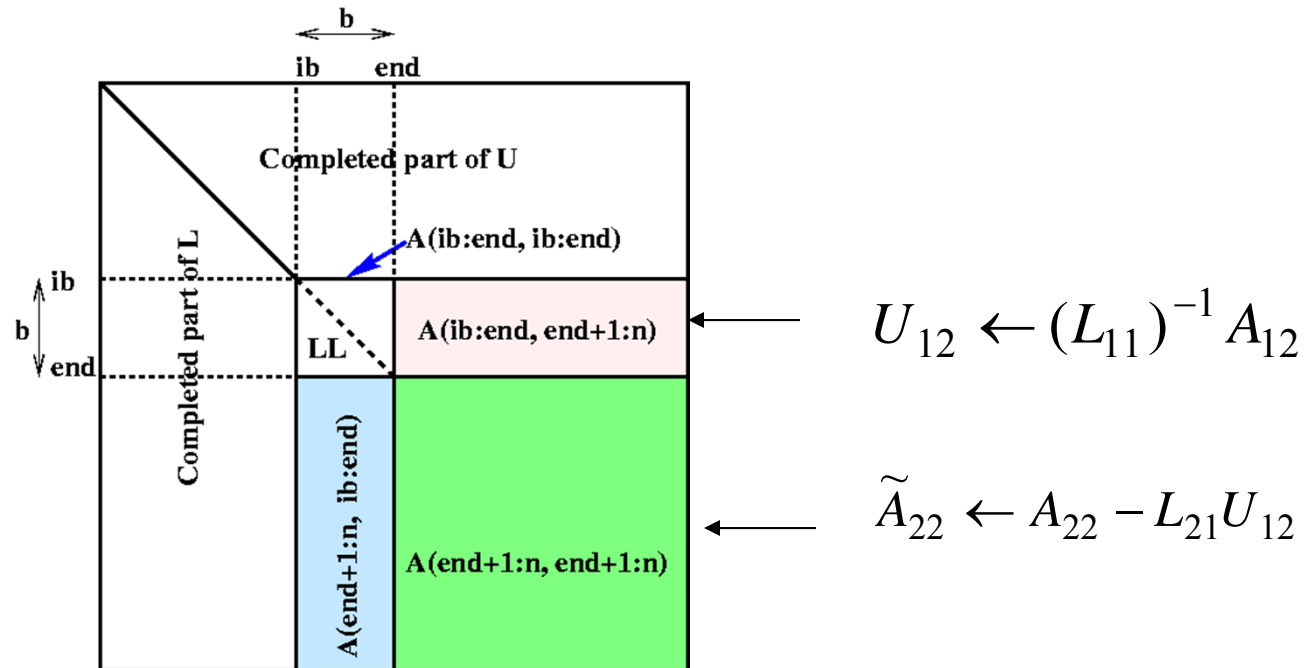 b
ib end
Completed part of U
A(ib:end, ib:end)
Completed part of L
ib
b
end
LL
A(ib:end, end+1:n)
U₁₂ ← (L₁₁)⁻¹ A₁₂
A(end+1:n, ib:end)
A(end+1:n, end+1:n)
Ã₂₂ ← A₂₂ − L₂₁U₁₂